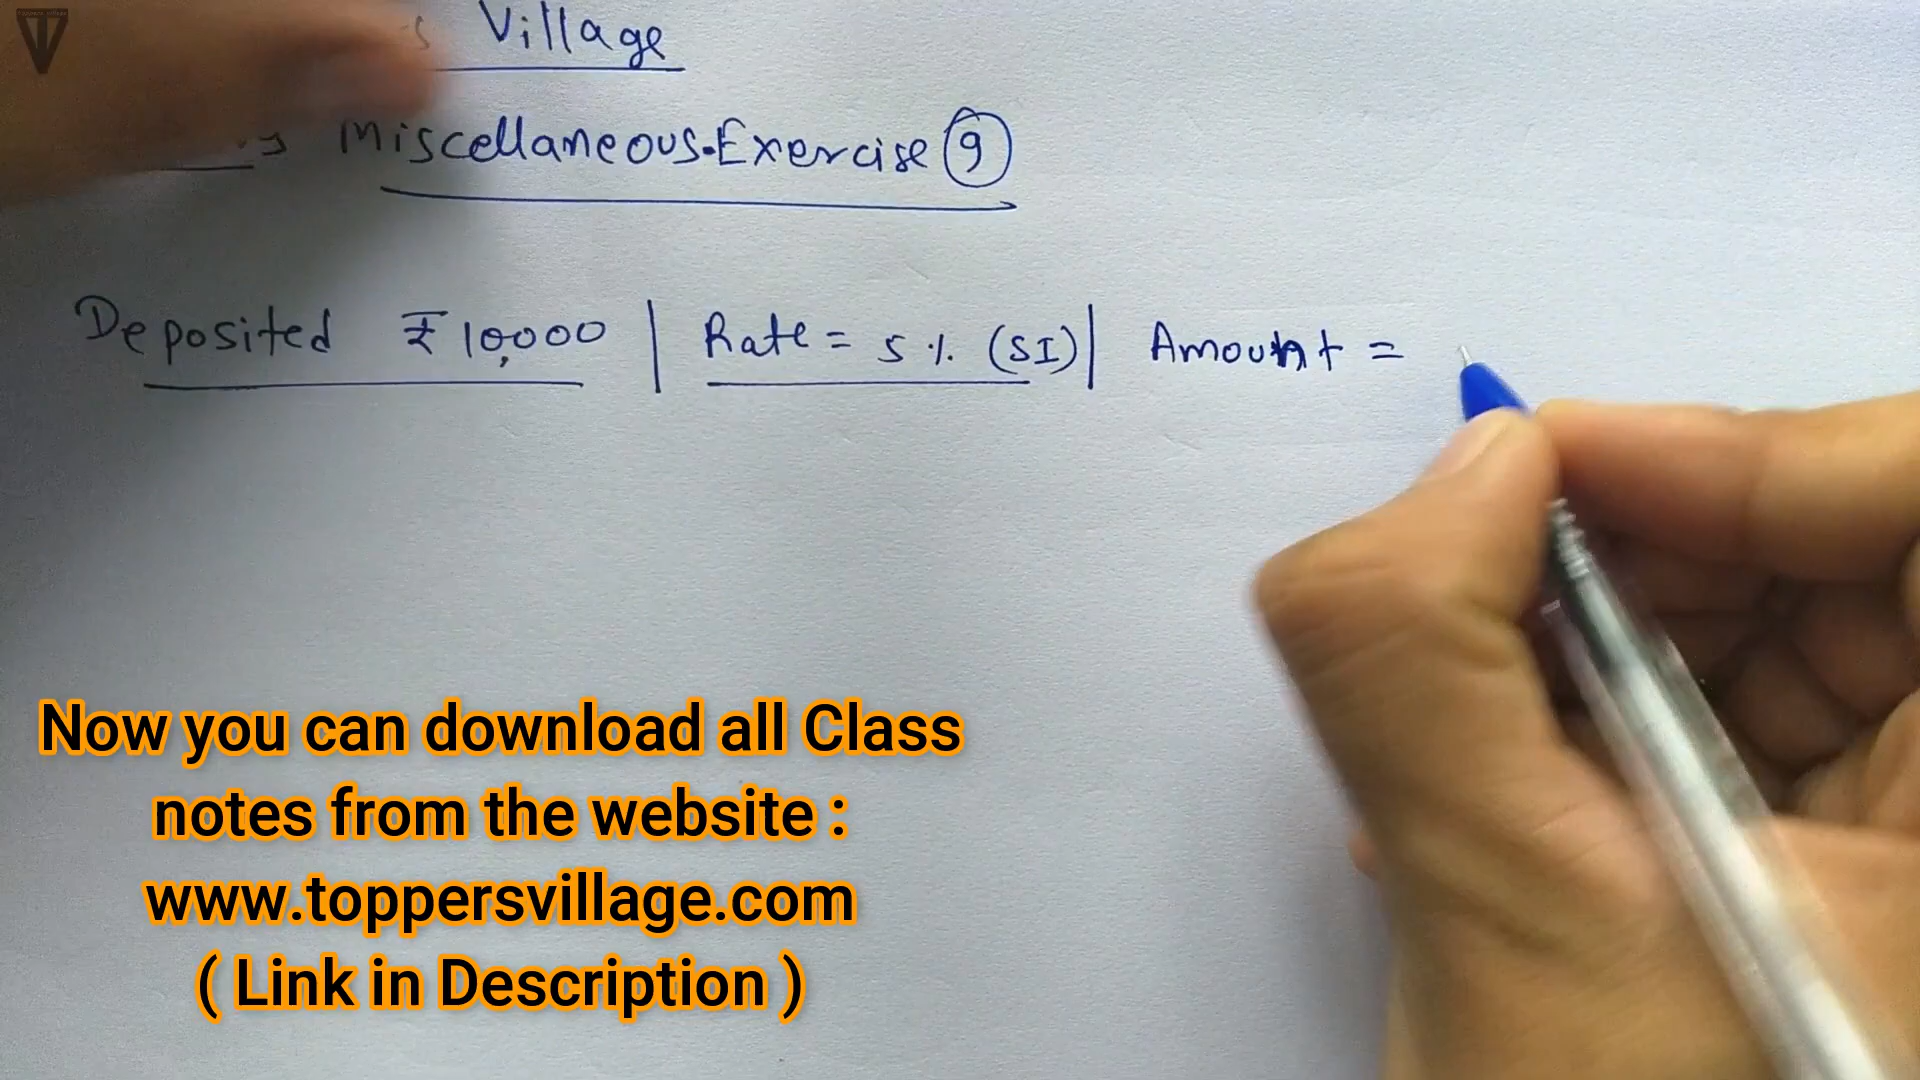 Village
Miscellaneous Exercise 9
Deposited ₹ 10,000 | Rate = 5 % (SI) | Amount =
Now you can download all Class
notes from the website :
www.toppersvillage.com
( Link in Description )